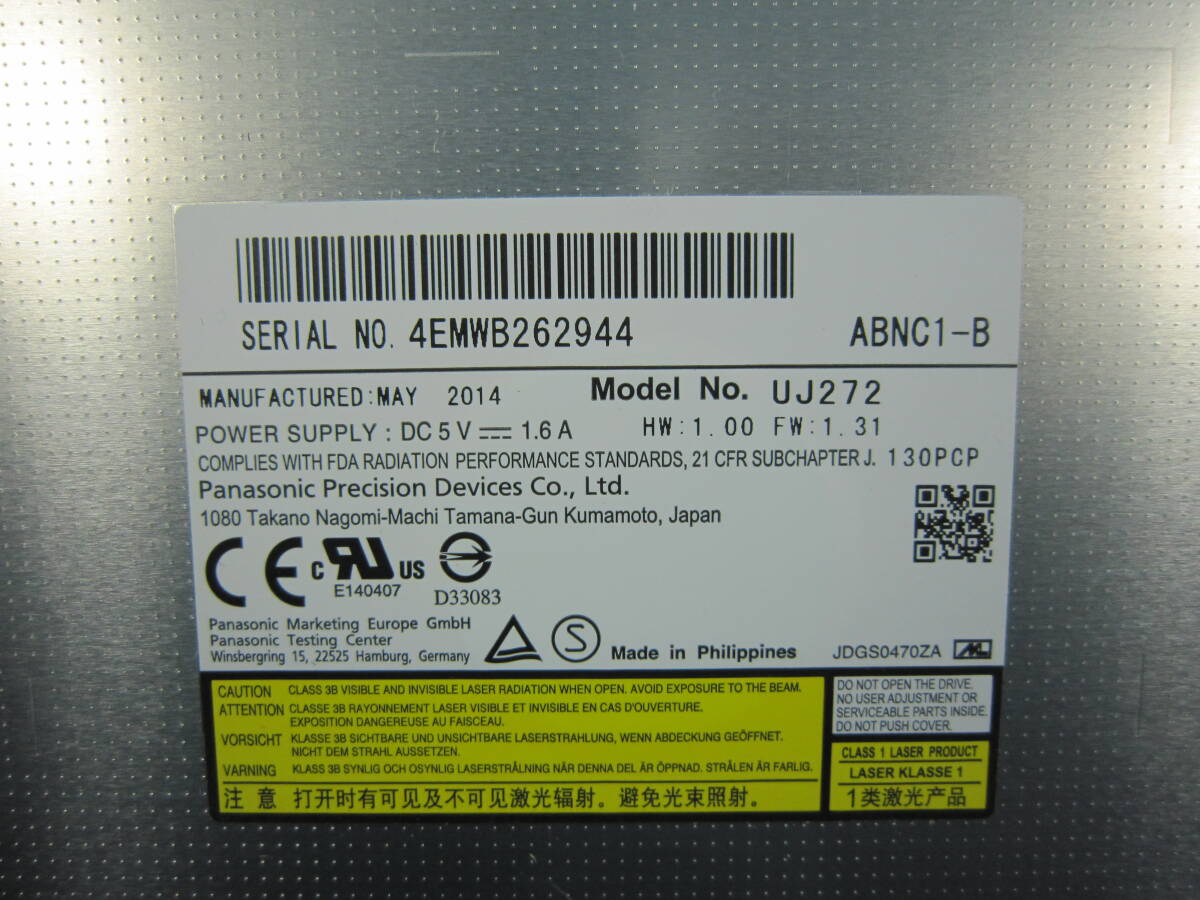 SERIAL NO. 4EMWB262944 ABNC1-B
MANUFACTURED:MAY 2014 Model No. UJ272
POWER SUPPLY : DC 5 V ⎓ 1.6 A HW:1.00 FW:1.31
COMPLIES WITH FDA RADIATION PERFORMANCE STANDARDS, 21 CFR SUBCHAPTER J. 130PCP
Panasonic Precision Devices Co., Ltd.
1080 Takano Nagomi-Machi Tamana-Gun Kumamoto, Japan
CE c RU US
E140407 D33083
Panasonic Marketing Europe GmbH
Panasonic Testing Center
Winsbergring 15, 22525 Hamburg, Germany
S Made in Philippines JDGS0470ZA
CAUTION CLASS 3B VISIBLE AND INVISIBLE LASER RADIATION WHEN OPEN. AVOID EXPOSURE TO THE BEAM.
ATTENTION CLASSE 3B RAYONNEMENT LASER VISIBLE ET INVISIBLE EN CAS D'OUVERTURE.
EXPOSITION DANGEREUSE AU FAISCEAU.
VORSICHT KLASSE 3B SICHTBARE UND UNSICHTBARE LASERSTRAHLUNG, WENN ABDECKUNG GEÖFFNET.
NICHT DEM STRAHL AUSSETZEN.
VARNING KLASS 3B SYNLIG OCH OSYNLIG LASERSTRÅLNING NÄR DENNA DEL ÄR ÖPPNAD. STRÅLEN ÄR FARLIG.
注意 打开时有可见及不可见激光辐射。避免光束照射。
DO NOT OPEN THE DRIVE.
NO USER ADJUSTMENT OR
SERVICEABLE PARTS INSIDE.
DO NOT PUSH COVER.
CLASS 1 LASER PRODUCT
LASER KLASSE 1
1类激光产品